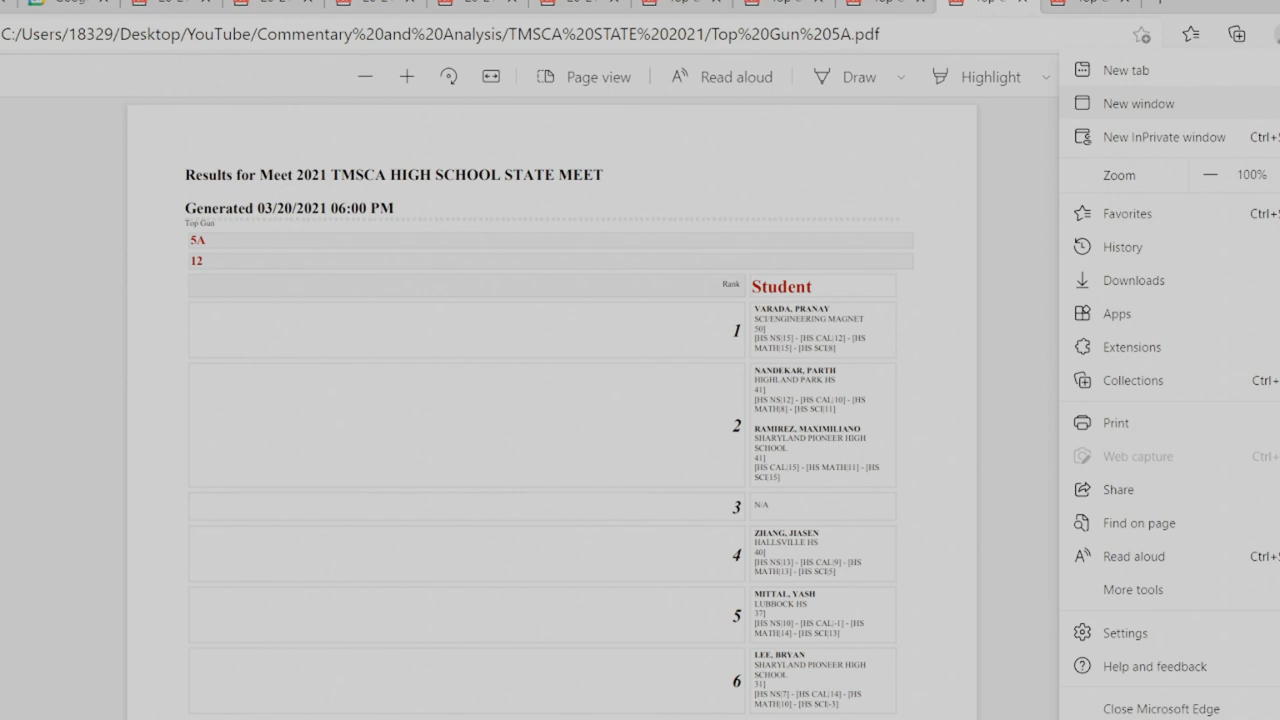 C:/Users/18329/Desktop/YouTube/Commentary%20and%20Analysis/TMSCA%20STATE%202021/Top%20Gun%205A.pdf
Page view
Read aloud
Draw
Highlight
Results for Meet 2021 TMSCA HIGH SCHOOL STATE MEET
Generated 03/20/2021 06:00 PM
Top Gun
5A
12
Rank
Student
1
VARADA, PRANAY
SCI/ENGINEERING MAGNET
50]
[HS NS|15] - [HS CAL|12] - [HS
MATH|15] - [HS SCI|8]
2
NANDEKAR, PARTH
HIGHLAND PARK HS
41]
[HS NS|12] - [HS CAL|10] - [HS
MATH|8] - [HS SCI|11]
RAMIREZ, MAXIMILIANO
SHARYLAND PIONEER HIGH
SCHOOL
41]
[HS CAL|15] - [HS MATH|11] - [HS
SCI|15]
3
N/A
4
ZHANG, JIASEN
HALLSVILLE HS
40]
[HS NS|13] - [HS CAL|9] - [HS
MATH|13] - [HS SCI|5]
5
MITTAL, YASH
LUBBOCK HS
37]
[HS NS|10] - [HS CAL|-1] - [HS
MATH|14] - [HS SCI|13]
6
LEE, BRYAN
SHARYLAND PIONEER HIGH
SCHOOL
31]
[HS NS|7] - [HS CAL|14] - [HS
MATH|10] - [HS SCI|-3]
New tab
New window
New InPrivate window Ctrl+S
Zoom — 100%
Favorites Ctrl+S
History
Downloads
Apps
Extensions
Collections Ctrl+
Print
Web capture Ctrl+
Share
Find on page
Read aloud Ctrl+S
More tools
Settings
Help and feedback
Close Microsoft Edge